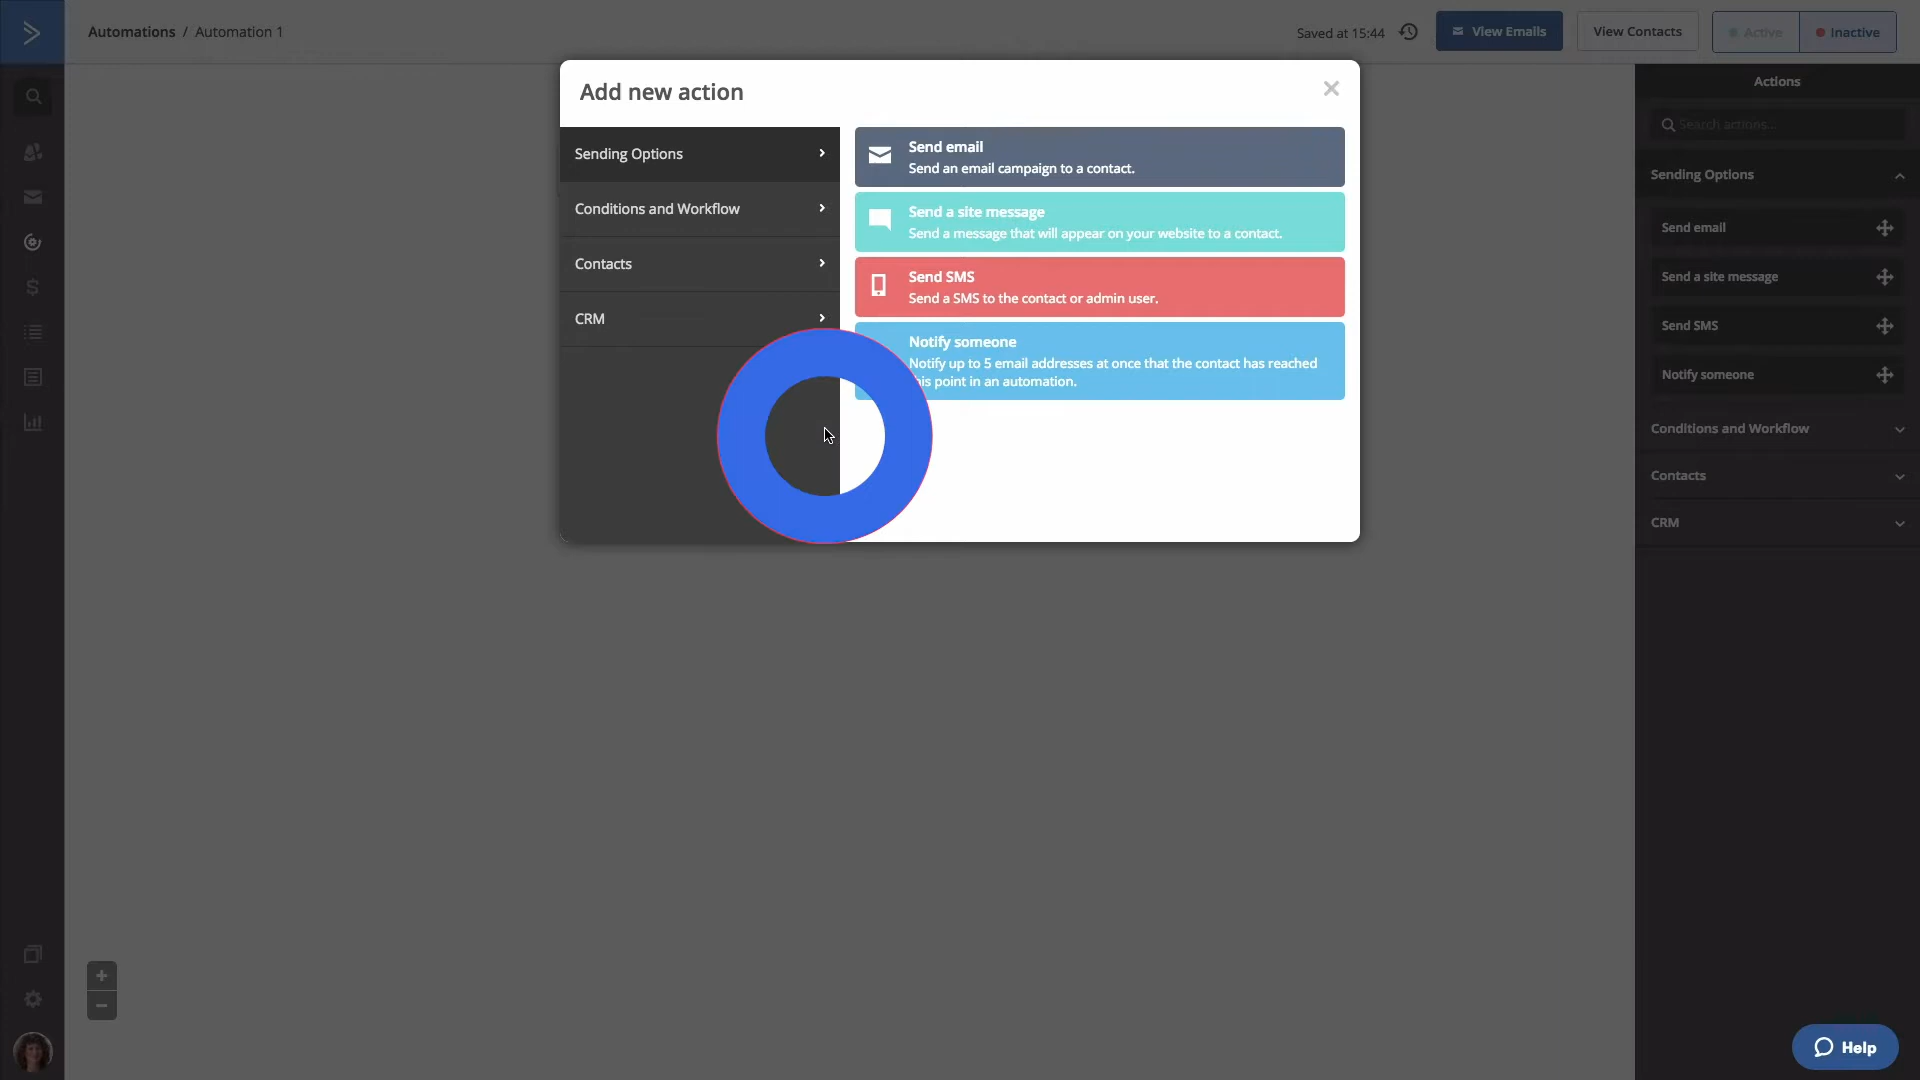 Automations / Automation 1
Saved at 15:44
View Emails
View Contacts
Active
Inactive
Add new action
Sending Options
Conditions and Workflow
Contacts
CRM
Send email
Send an email campaign to a contact.
Send a site message
Send a message that will appear on your website to a contact.
Send SMS
Send a SMS to the contact or admin user.
Notify someone
Notify up to 5 email addresses at once that the contact has reached
his point in an automation.
Actions
Search actions...
Sending Options
Send email
Send a site message
Send SMS
Notify someone
Conditions and Workflow
Contacts
CRM
Help